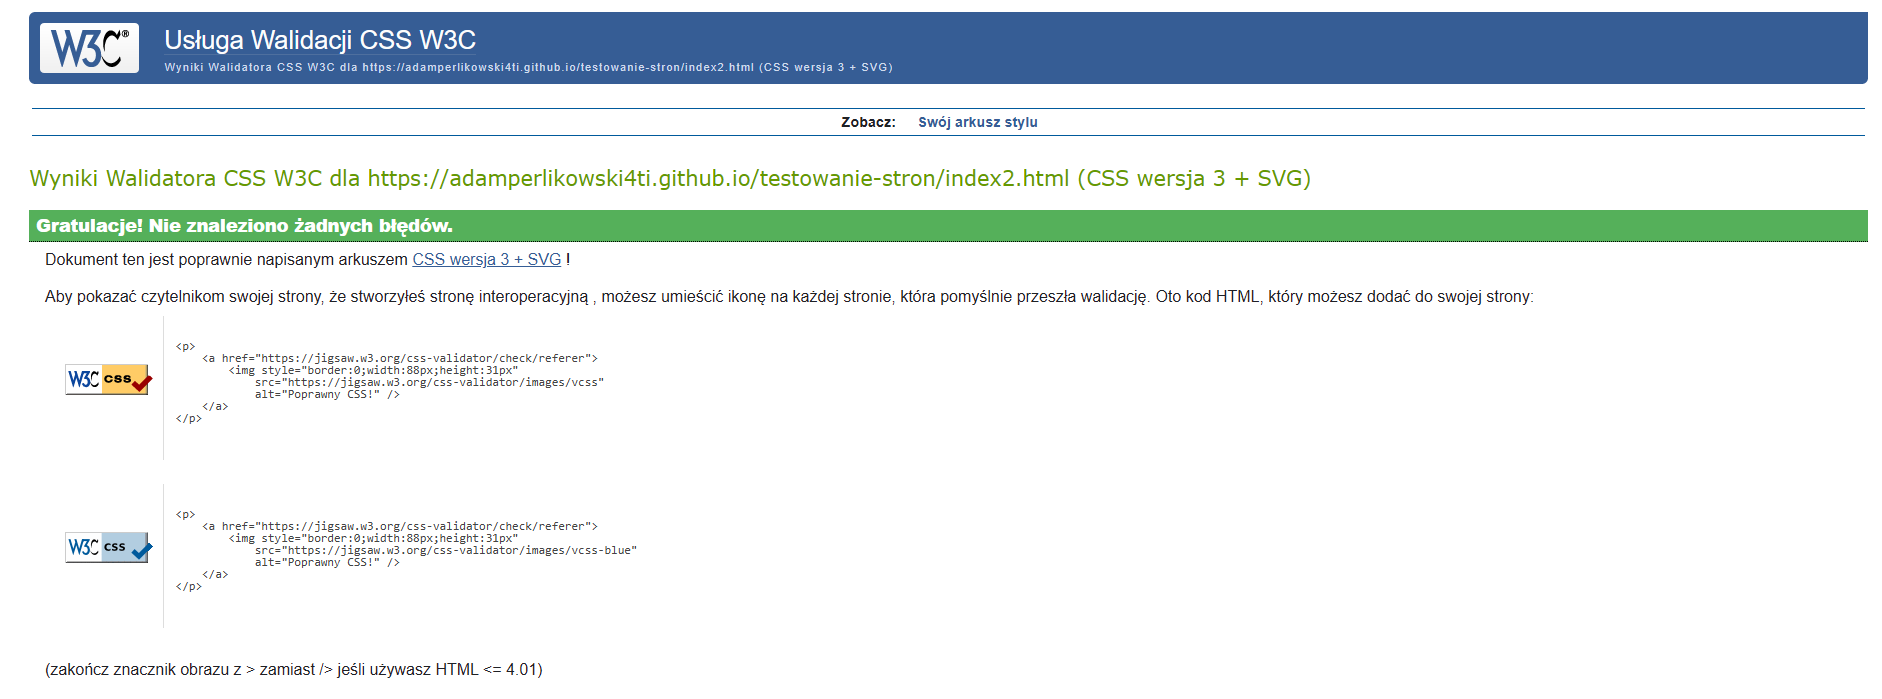 W3C®
Usługa Walidacji CSS W3C
Wyniki Walidatora CSS W3C dla https://adamperlikowski4ti.github.io/testowanie-stron/index2.html (CSS wersja 3 + SVG)
Zobacz: Swój arkusz stylu
Wyniki Walidatora CSS W3C dla https://adamperlikowski4ti.github.io/testowanie-stron/index2.html (CSS wersja 3 + SVG)
Gratulacje! Nie znaleziono żadnych błędów.
Dokument ten jest poprawnie napisanym arkuszem CSS wersja 3 + SVG !
Aby pokazać czytelnikom swojej strony, że stworzyłeś stronę interoperacyjną , możesz umieścić ikonę na każdej stronie, która pomyślnie przeszła walidację. Oto kod HTML, który możesz dodać do swojej strony:
W3C css
<p>
<a href="https://jigsaw.w3.org/css-validator/check/referer">
<img style="border:0;width:88px;height:31px"
src="https://jigsaw.w3.org/css-validator/images/vcss"
alt="Poprawny CSS!" />
</a>
</p>
W3C css
<p>
<a href="https://jigsaw.w3.org/css-validator/check/referer">
<img style="border:0;width:88px;height:31px"
src="https://jigsaw.w3.org/css-validator/images/vcss-blue"
alt="Poprawny CSS!" />
</a>
</p>
(zakończ znacznik obrazu z > zamiast /> jeśli używasz HTML <= 4.01)